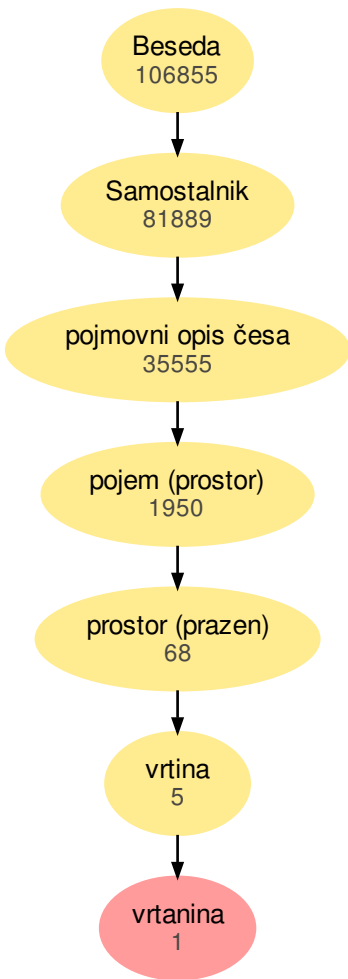 Beseda
106855
Samostalnik
81889
pojmovni opis česa
35555
pojem (prostor)
1950
prostor (prazen)
68
vrtina
5
vrtanina
1